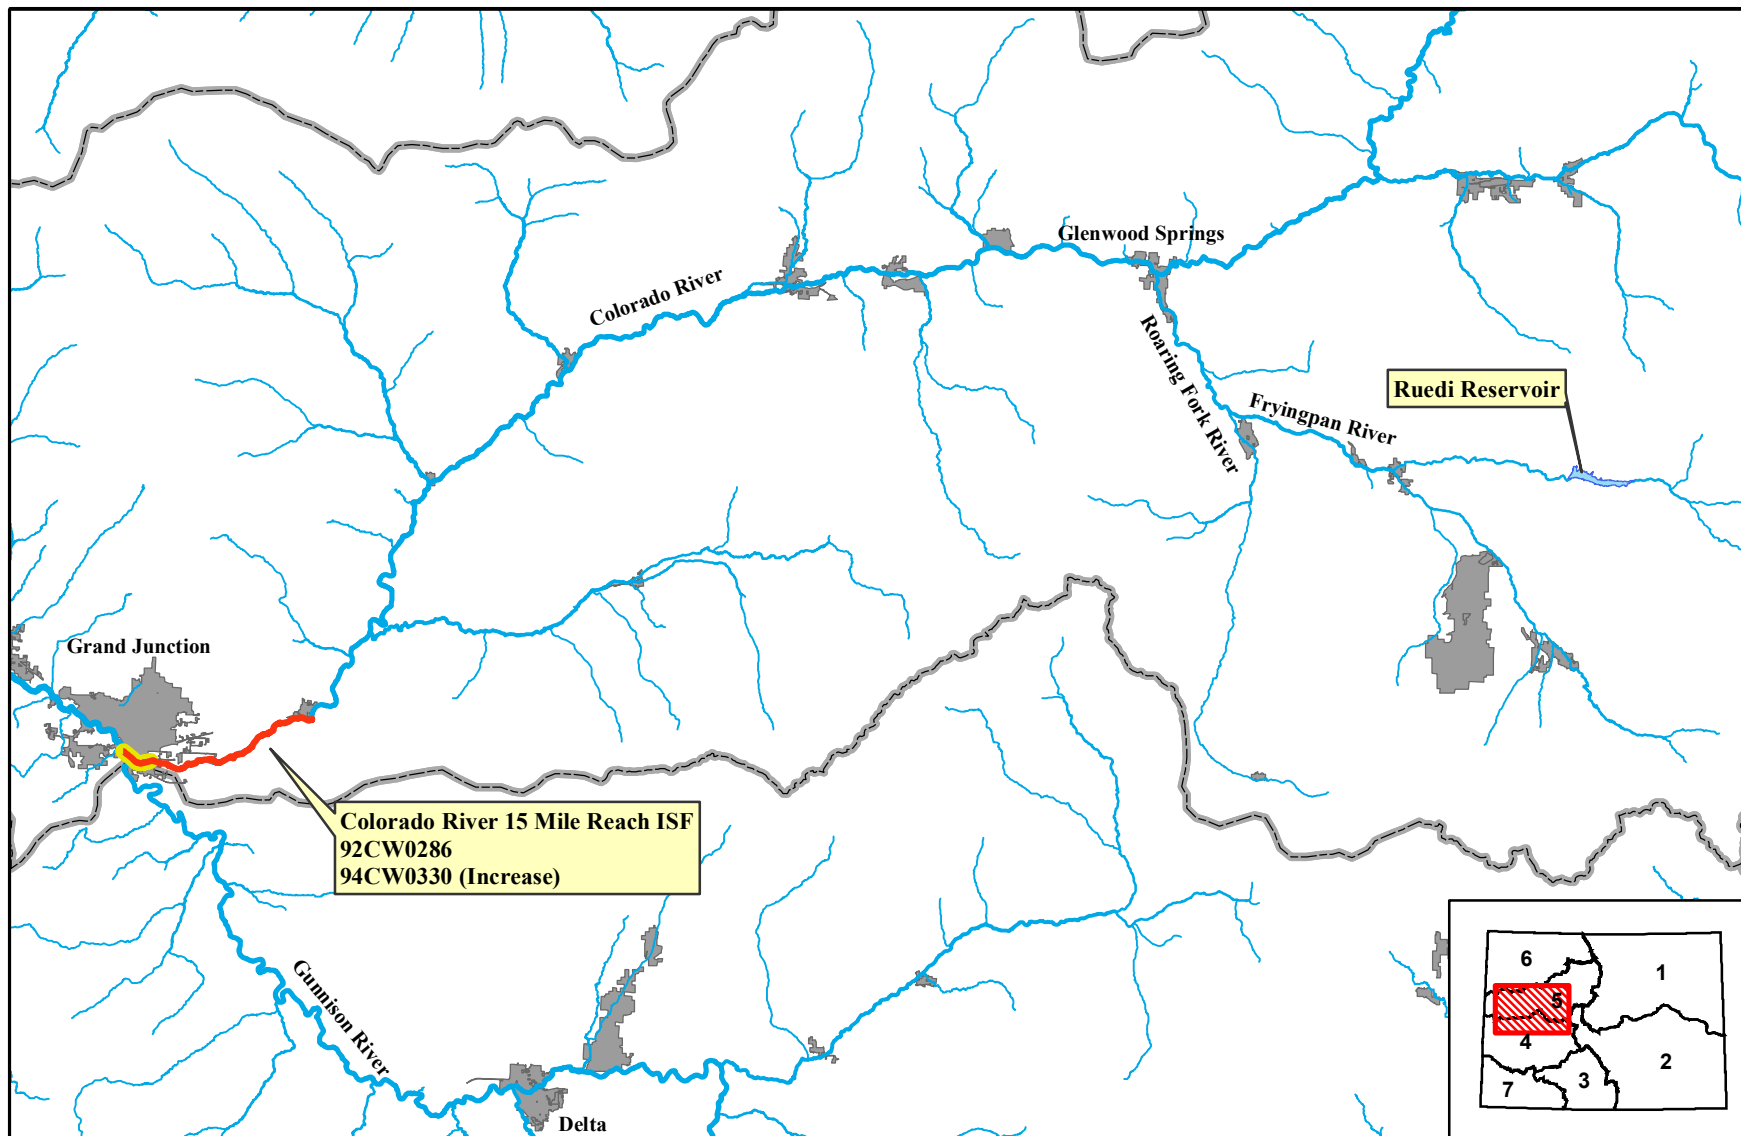 Glenwood Springs
Colorado River
Roaring Fork River
Ruedi Reservoir
Fryingpan River
Grand Junction
Colorado River 15 Mile Reach ISF
92CW0286
94CW0330 (Increase)
Gunnison River
Delta
6
1
5
4
2
3
7